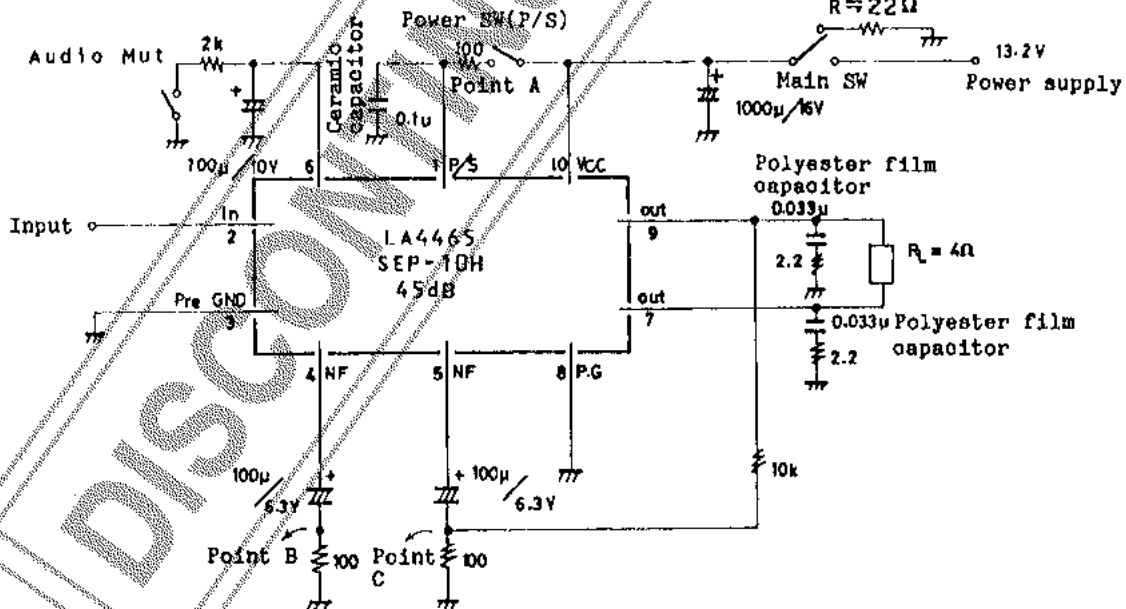 R≒22Ω
Power SW(P/S)
Audio Mut
2k
Ceramic
capacitor
100
Point A
13.2V
Main SW
Power supply
+
+
0.1u
1000μ/16V
100μ/10V
6
1 P/S
10 VCC
Polyester film
capacitor
0.033μ
Input
In
2
out
9
LA4465
SEP-10H
45dB
2.2
RL = 4Ω
Pre GND
3
out
7
0.033μ Polyester film
capacitor
2.2
4 NF
5 NF
8 P.G
100μ/6.3V
+
+ 100μ/6.3V
10k
Point B
100
Point
C
100
DISCONTIN